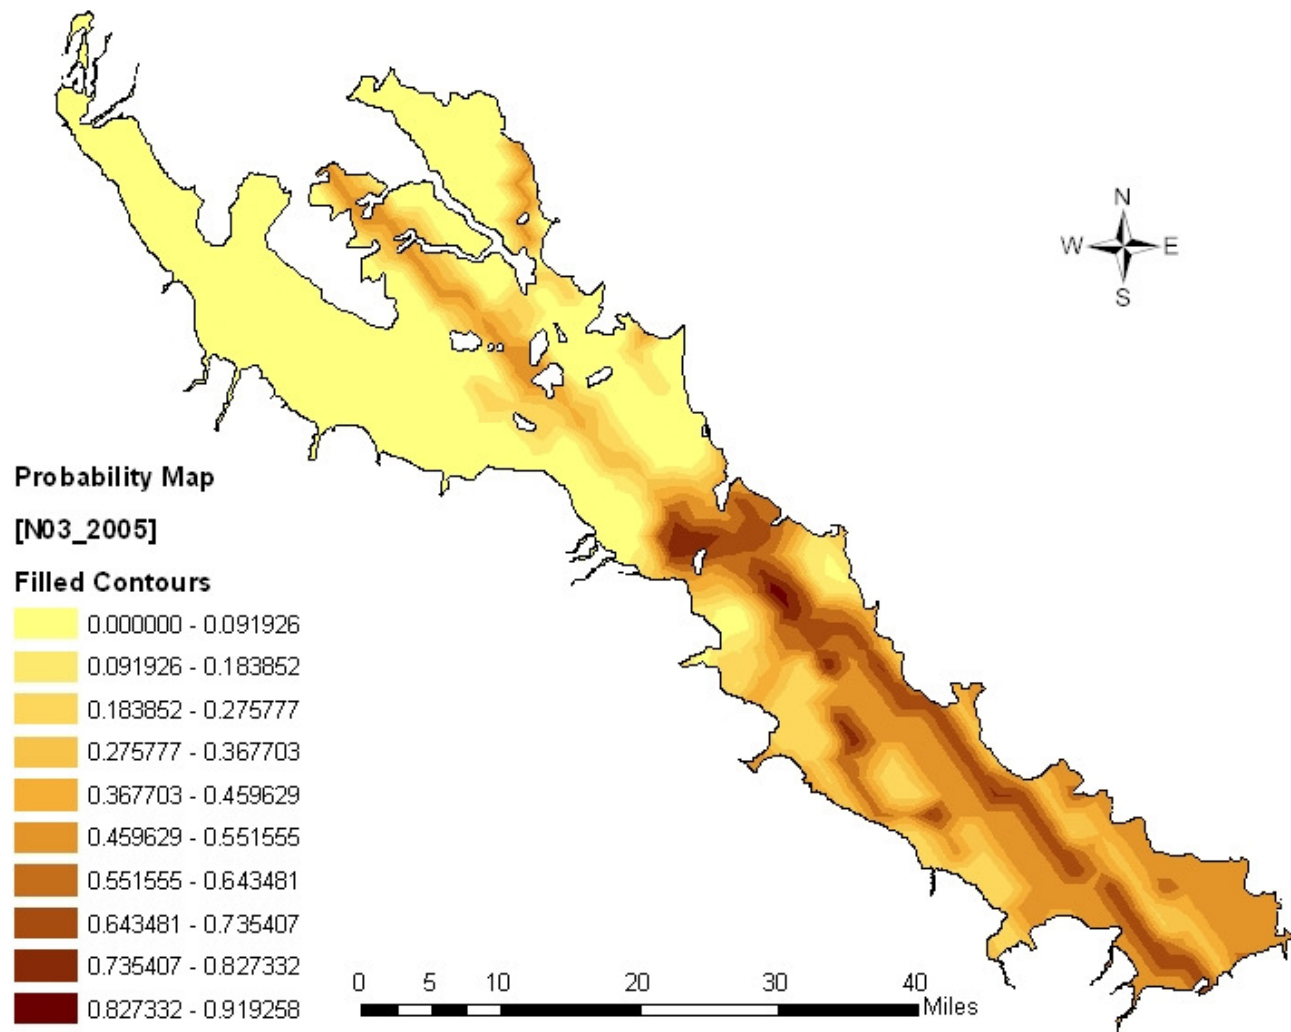 N
W E
S
Probability Map
[N03_2005]
Filled Contours
0.000000 - 0.091926
0.091926 - 0.183852
0.183852 - 0.275777
0.275777 - 0.367703
0.367703 - 0.459629
0.459629 - 0.551555
0.551555 - 0.643481
0.643481 - 0.735407
0.735407 - 0.827332
0.827332 - 0.919258
0 5 10 20 30 40
Miles